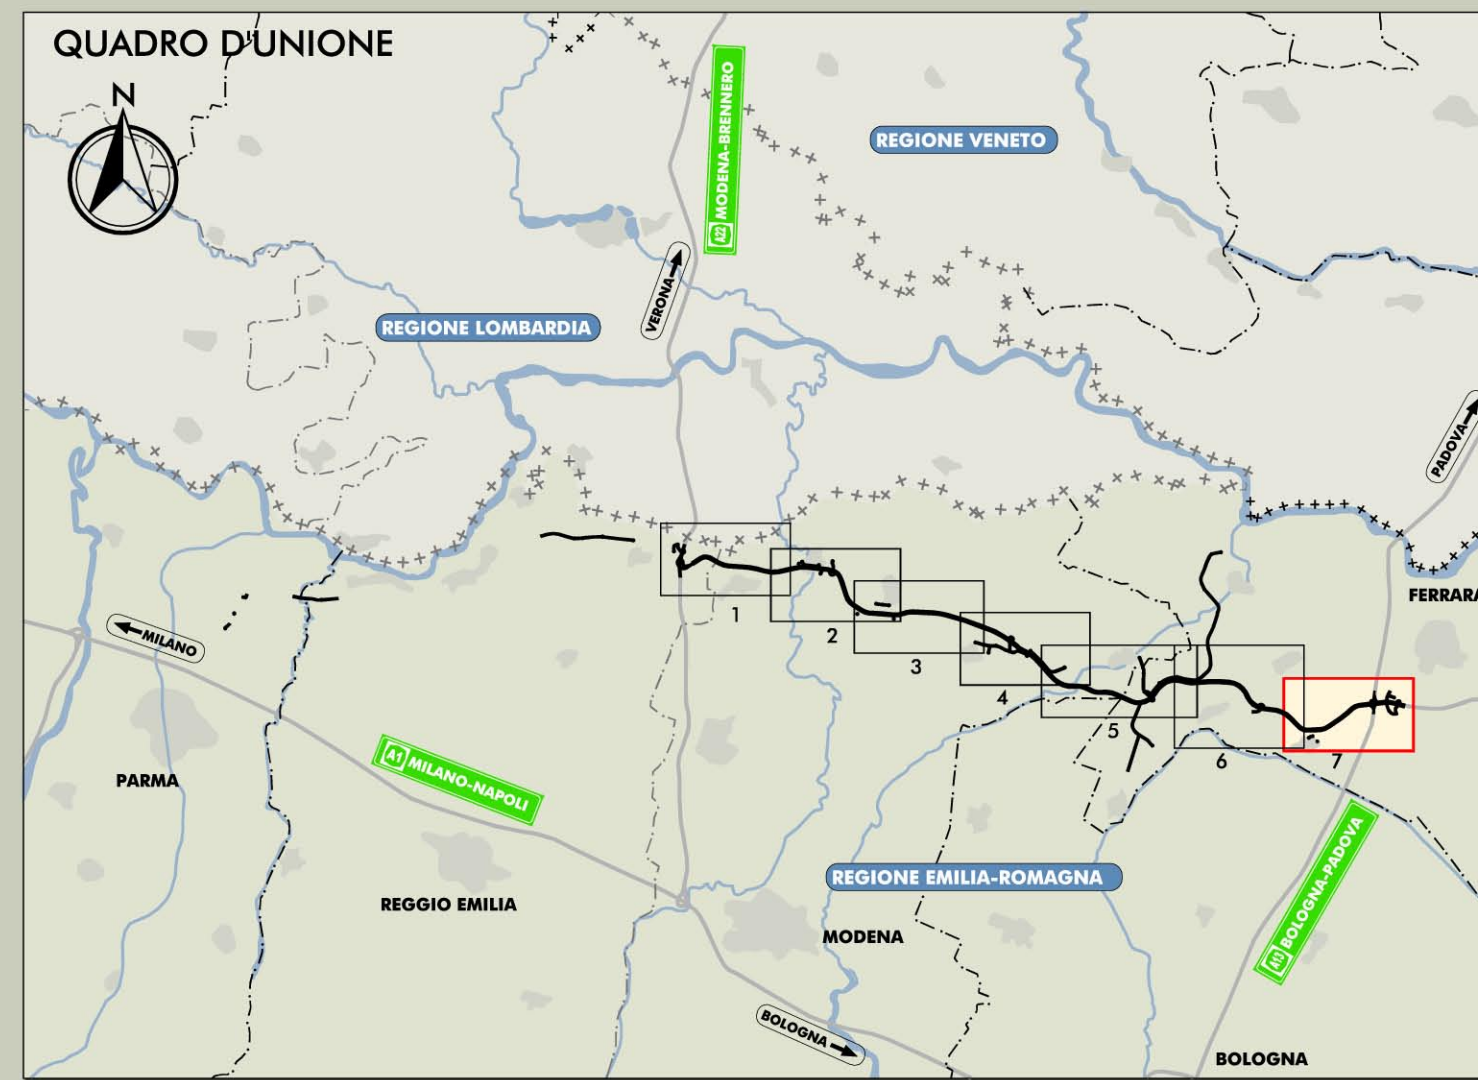 QUADRO D'UNIONE
N
A22 MODENA-BRENNERO
REGIONE VENETO
VERONA
REGIONE LOMBARDIA
PADOVA
FERRARA
1
2
3
4
5
6
7
MILANO
PARMA
A1 MILANO-NAPOLI
REGGIO EMILIA
REGIONE EMILIA-ROMAGNA
MODENA
A13 BOLOGNA-PADOVA
BOLOGNA
BOLOGNA